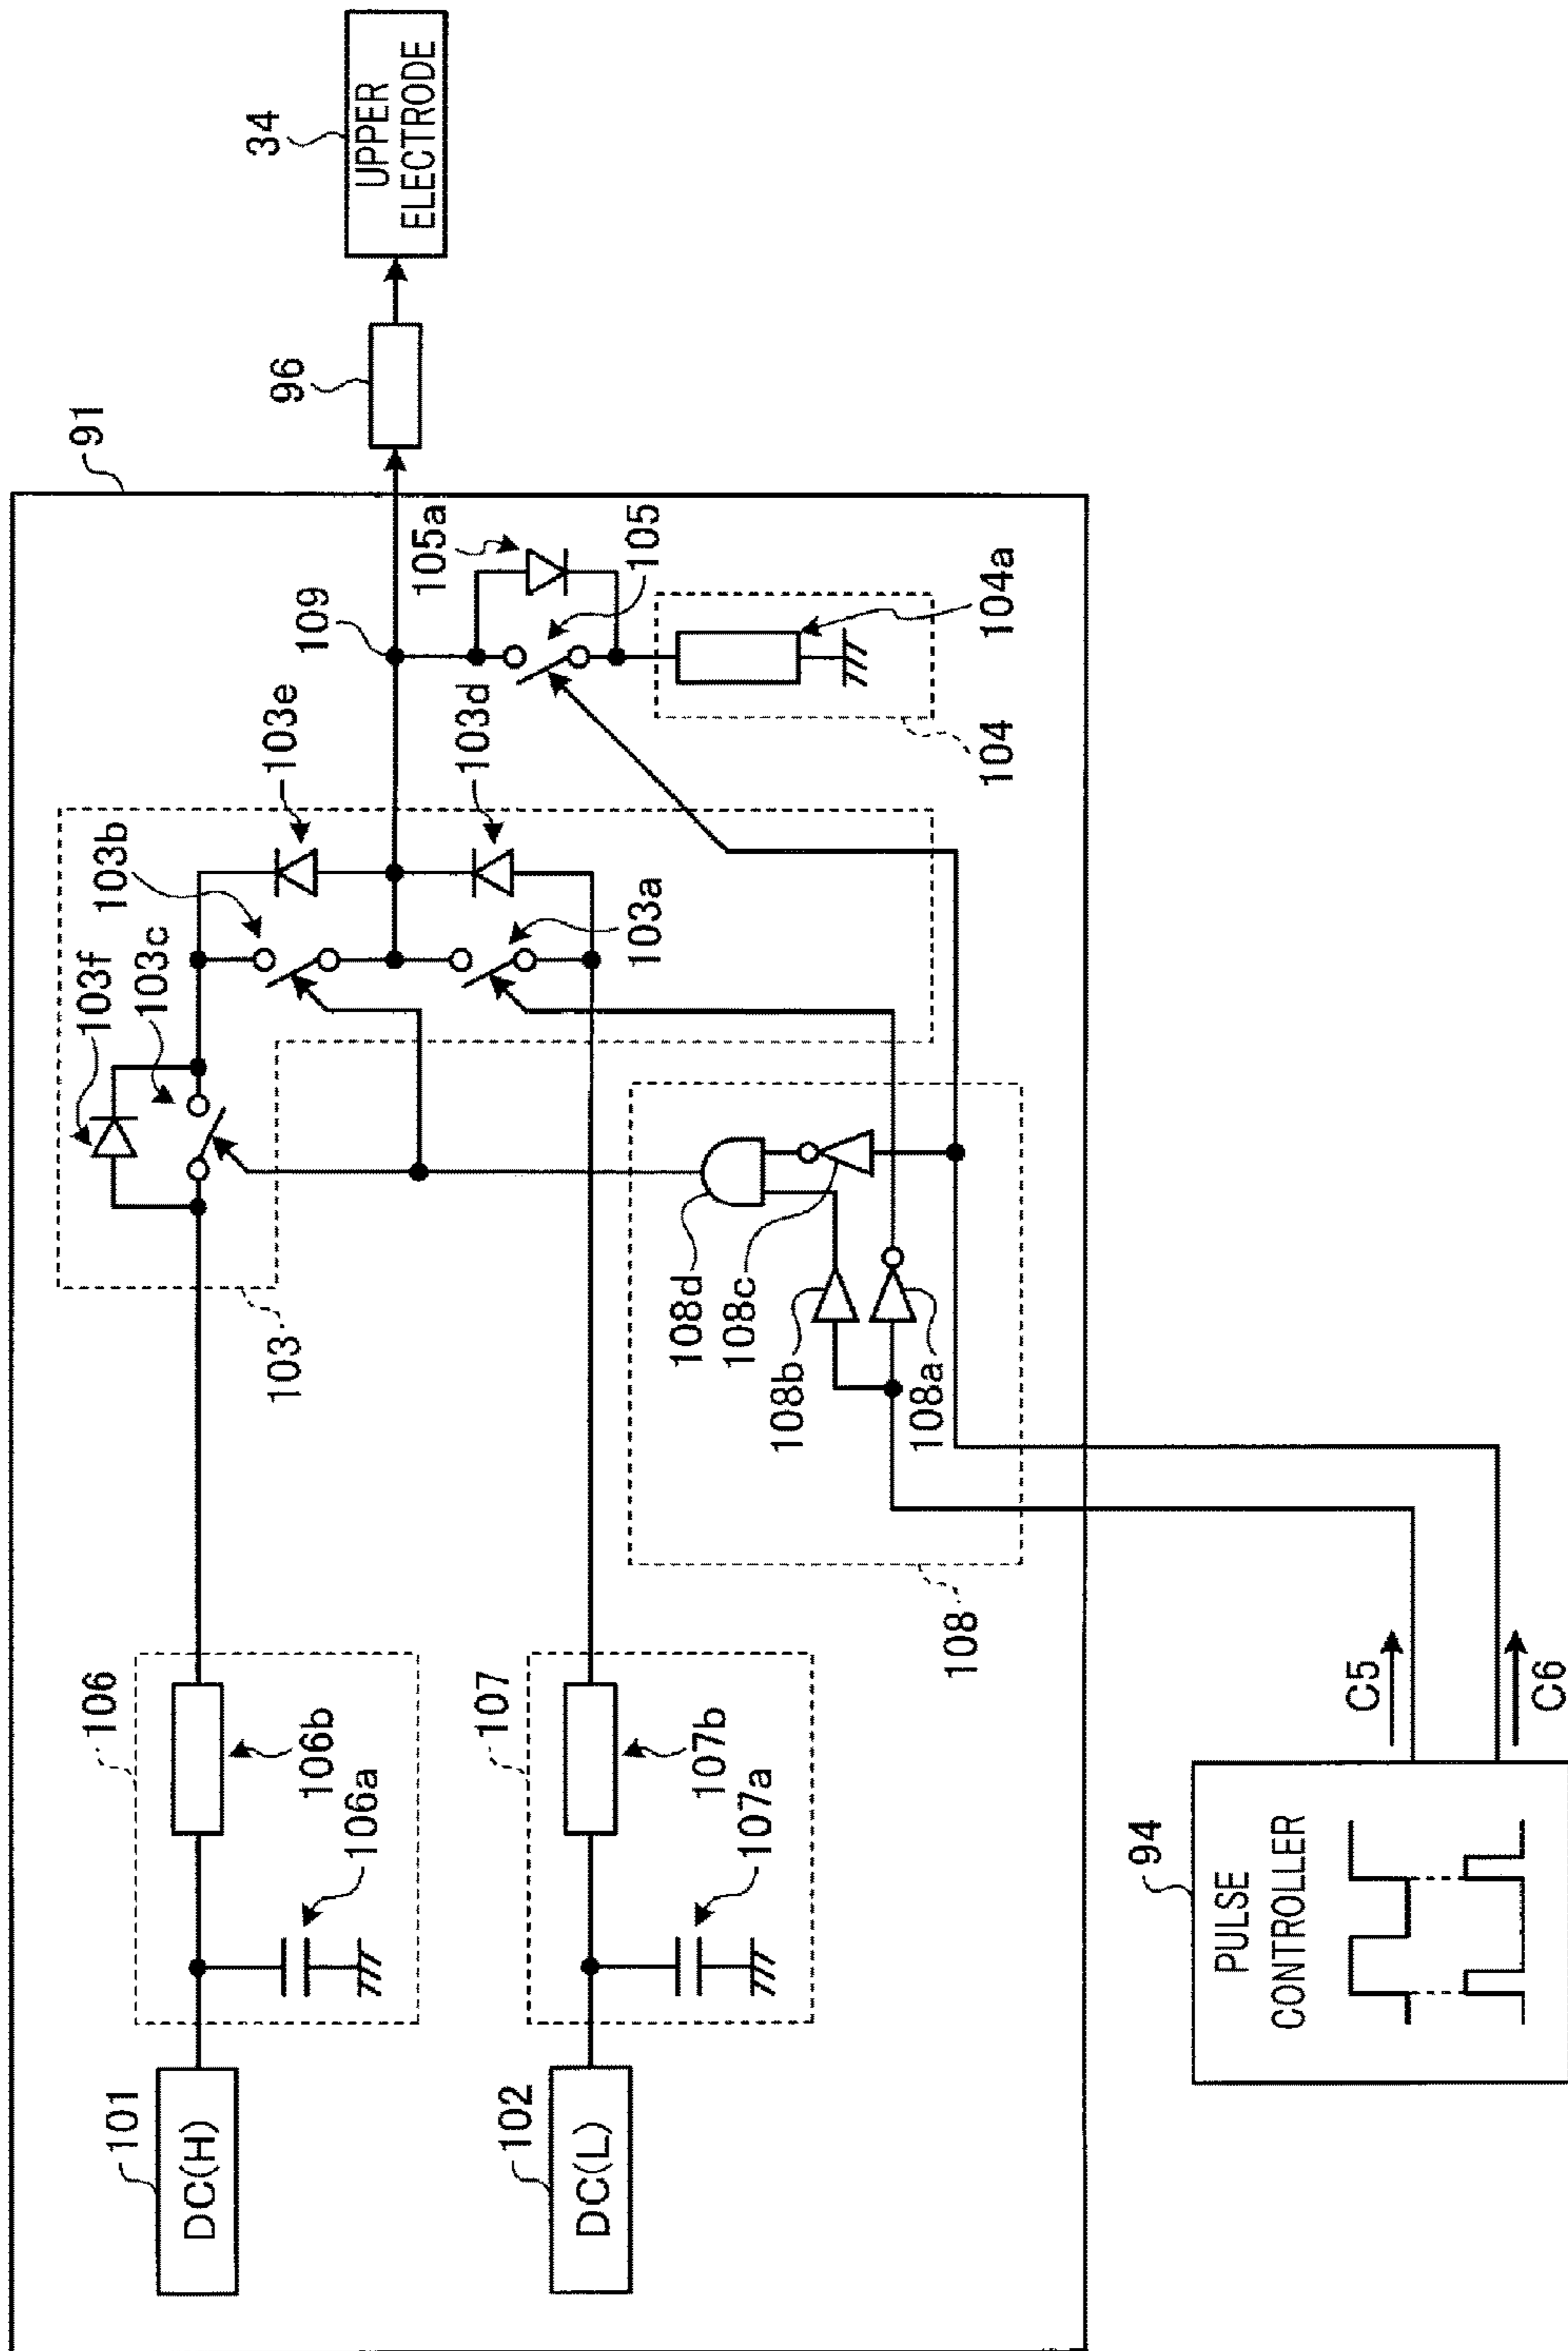 91
101
DC(H)
106
106b
106a
103
103f
103c
103b
103e
109
96
34
UPPER
ELECTRODE
102
DC(L)
107
107b
107a
103a
103d
105a
105
104a
104
108
108d
108c
108b
108a
94
PULSE
CONTROLLER
C5
C6